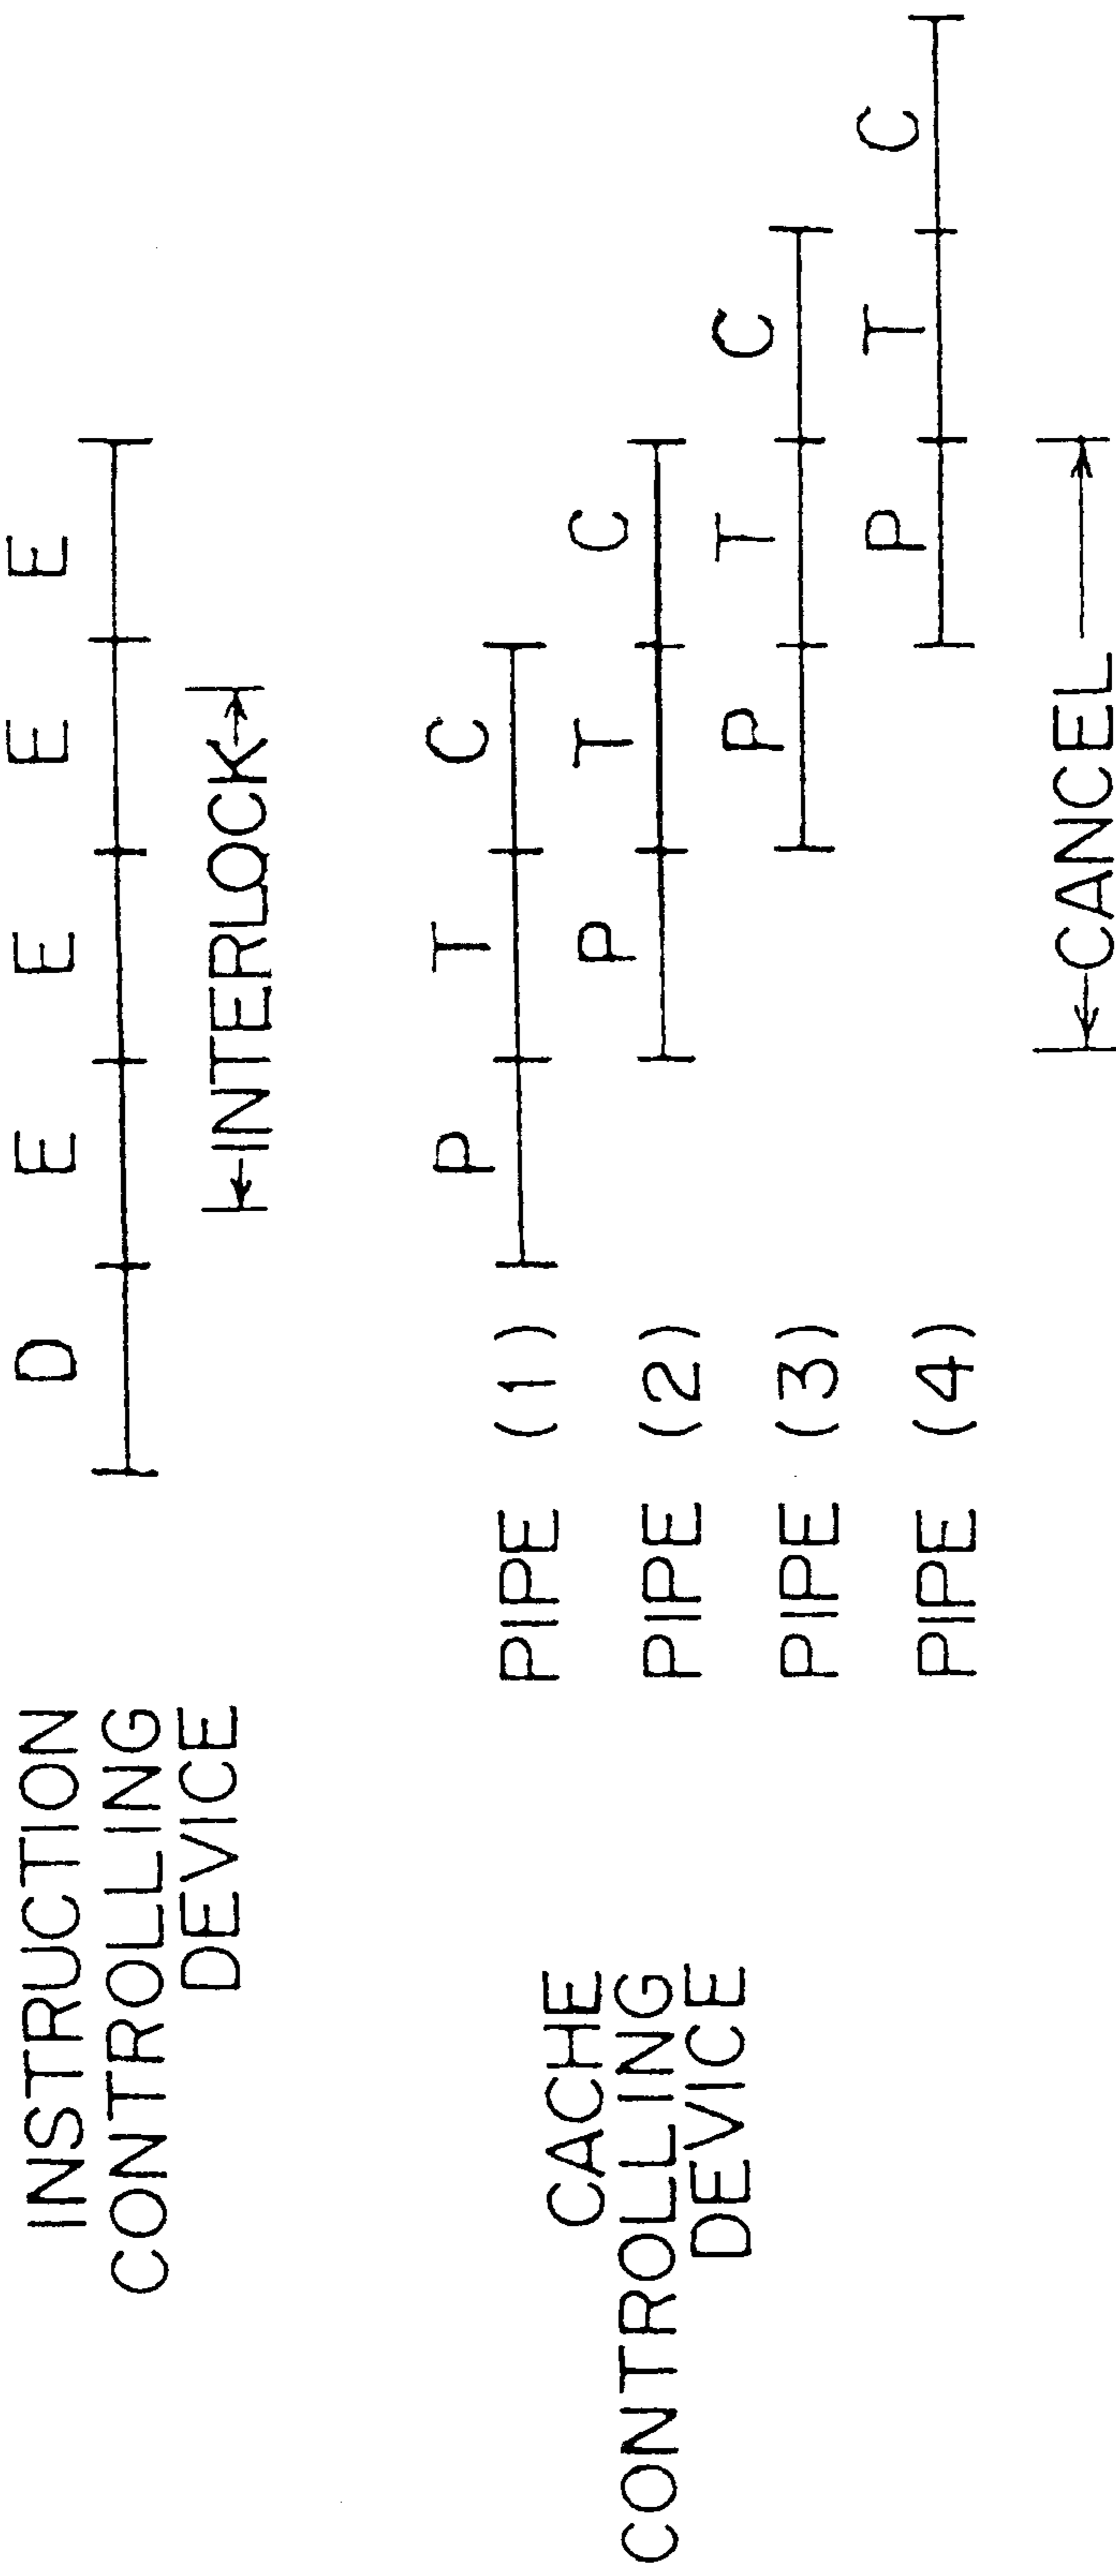 INSTRUCTION
CONTROLLING
DEVICE
D E E E E
INTERLOCK
CACHE
CONTROLLING
DEVICE
PIPE (1) P T C
PIPE (2) P T C
PIPE (3) P T C
PIPE (4) P T C
CANCEL